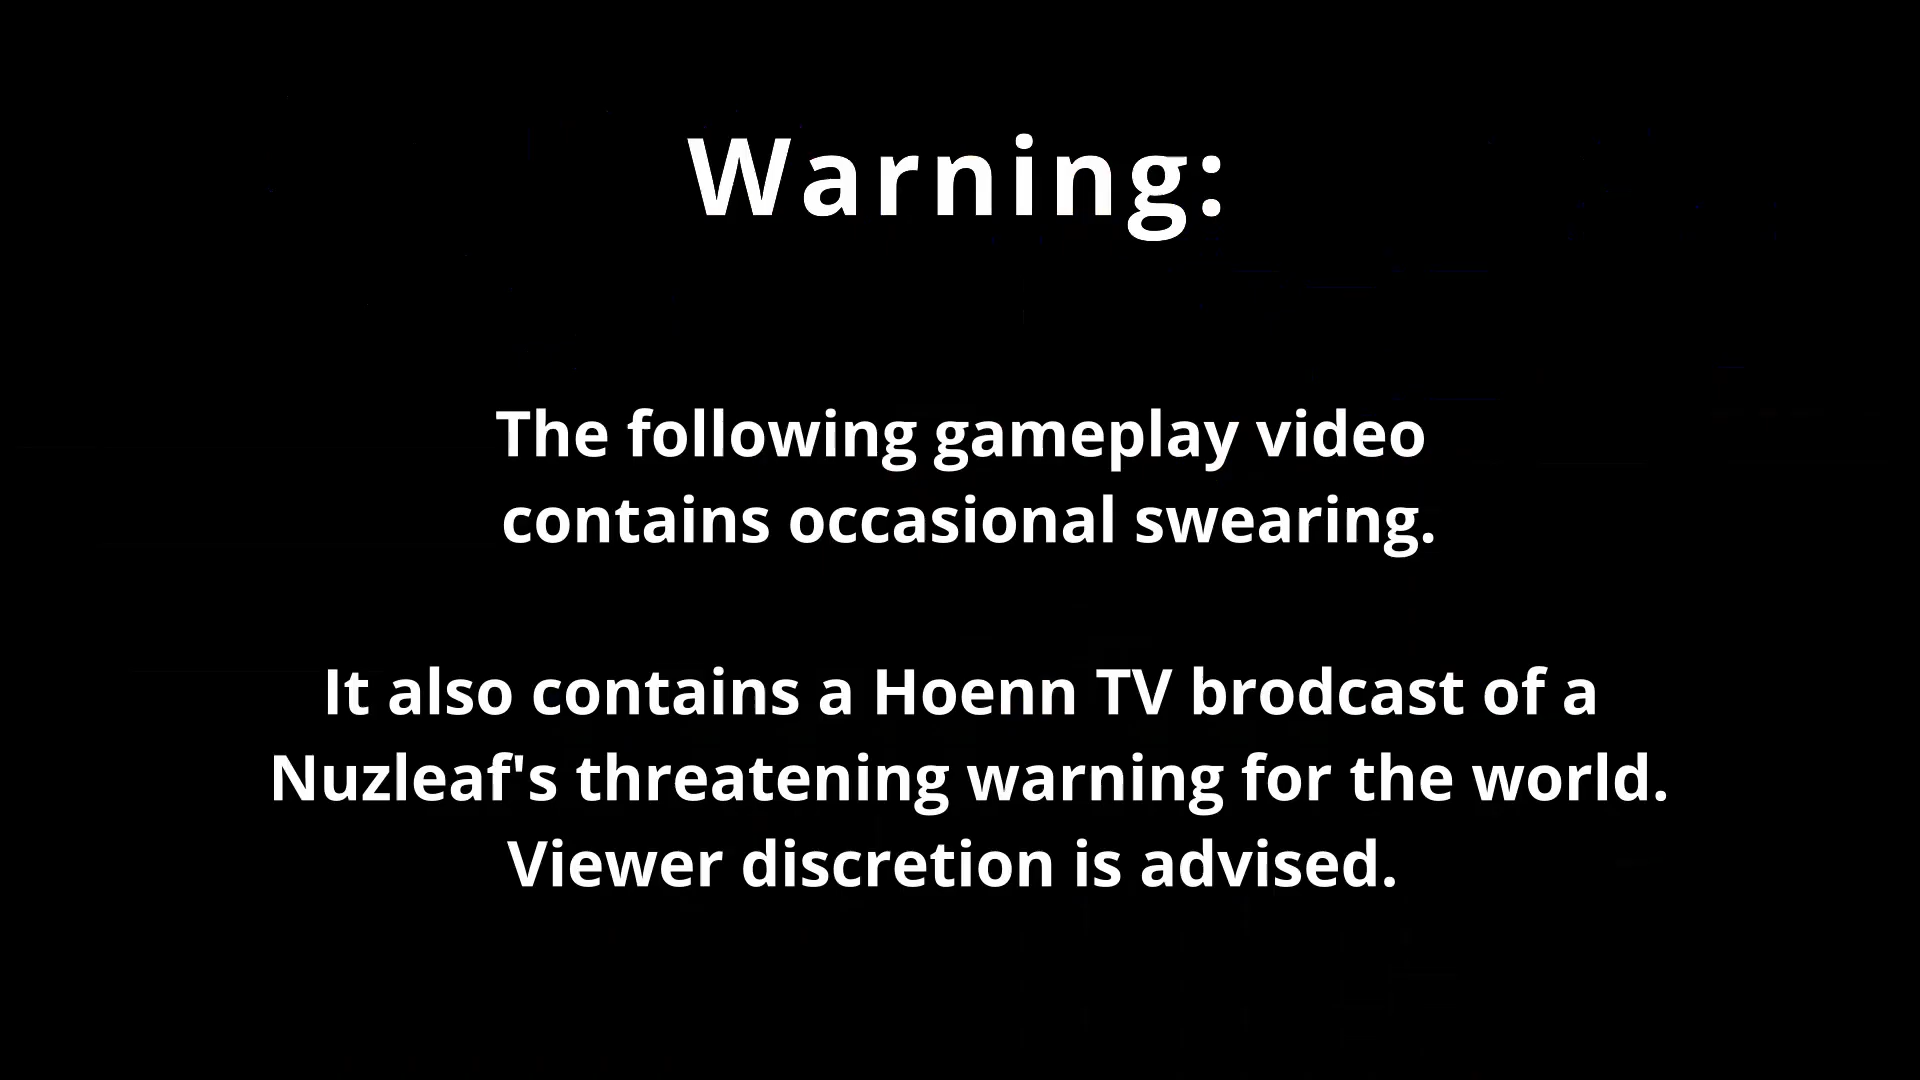 Warning:
The following gameplay video
contains occasional swearing.
It also contains a Hoenn TV brodcast of a
Nuzleaf's threatening warning for the world.
Viewer discretion is advised.